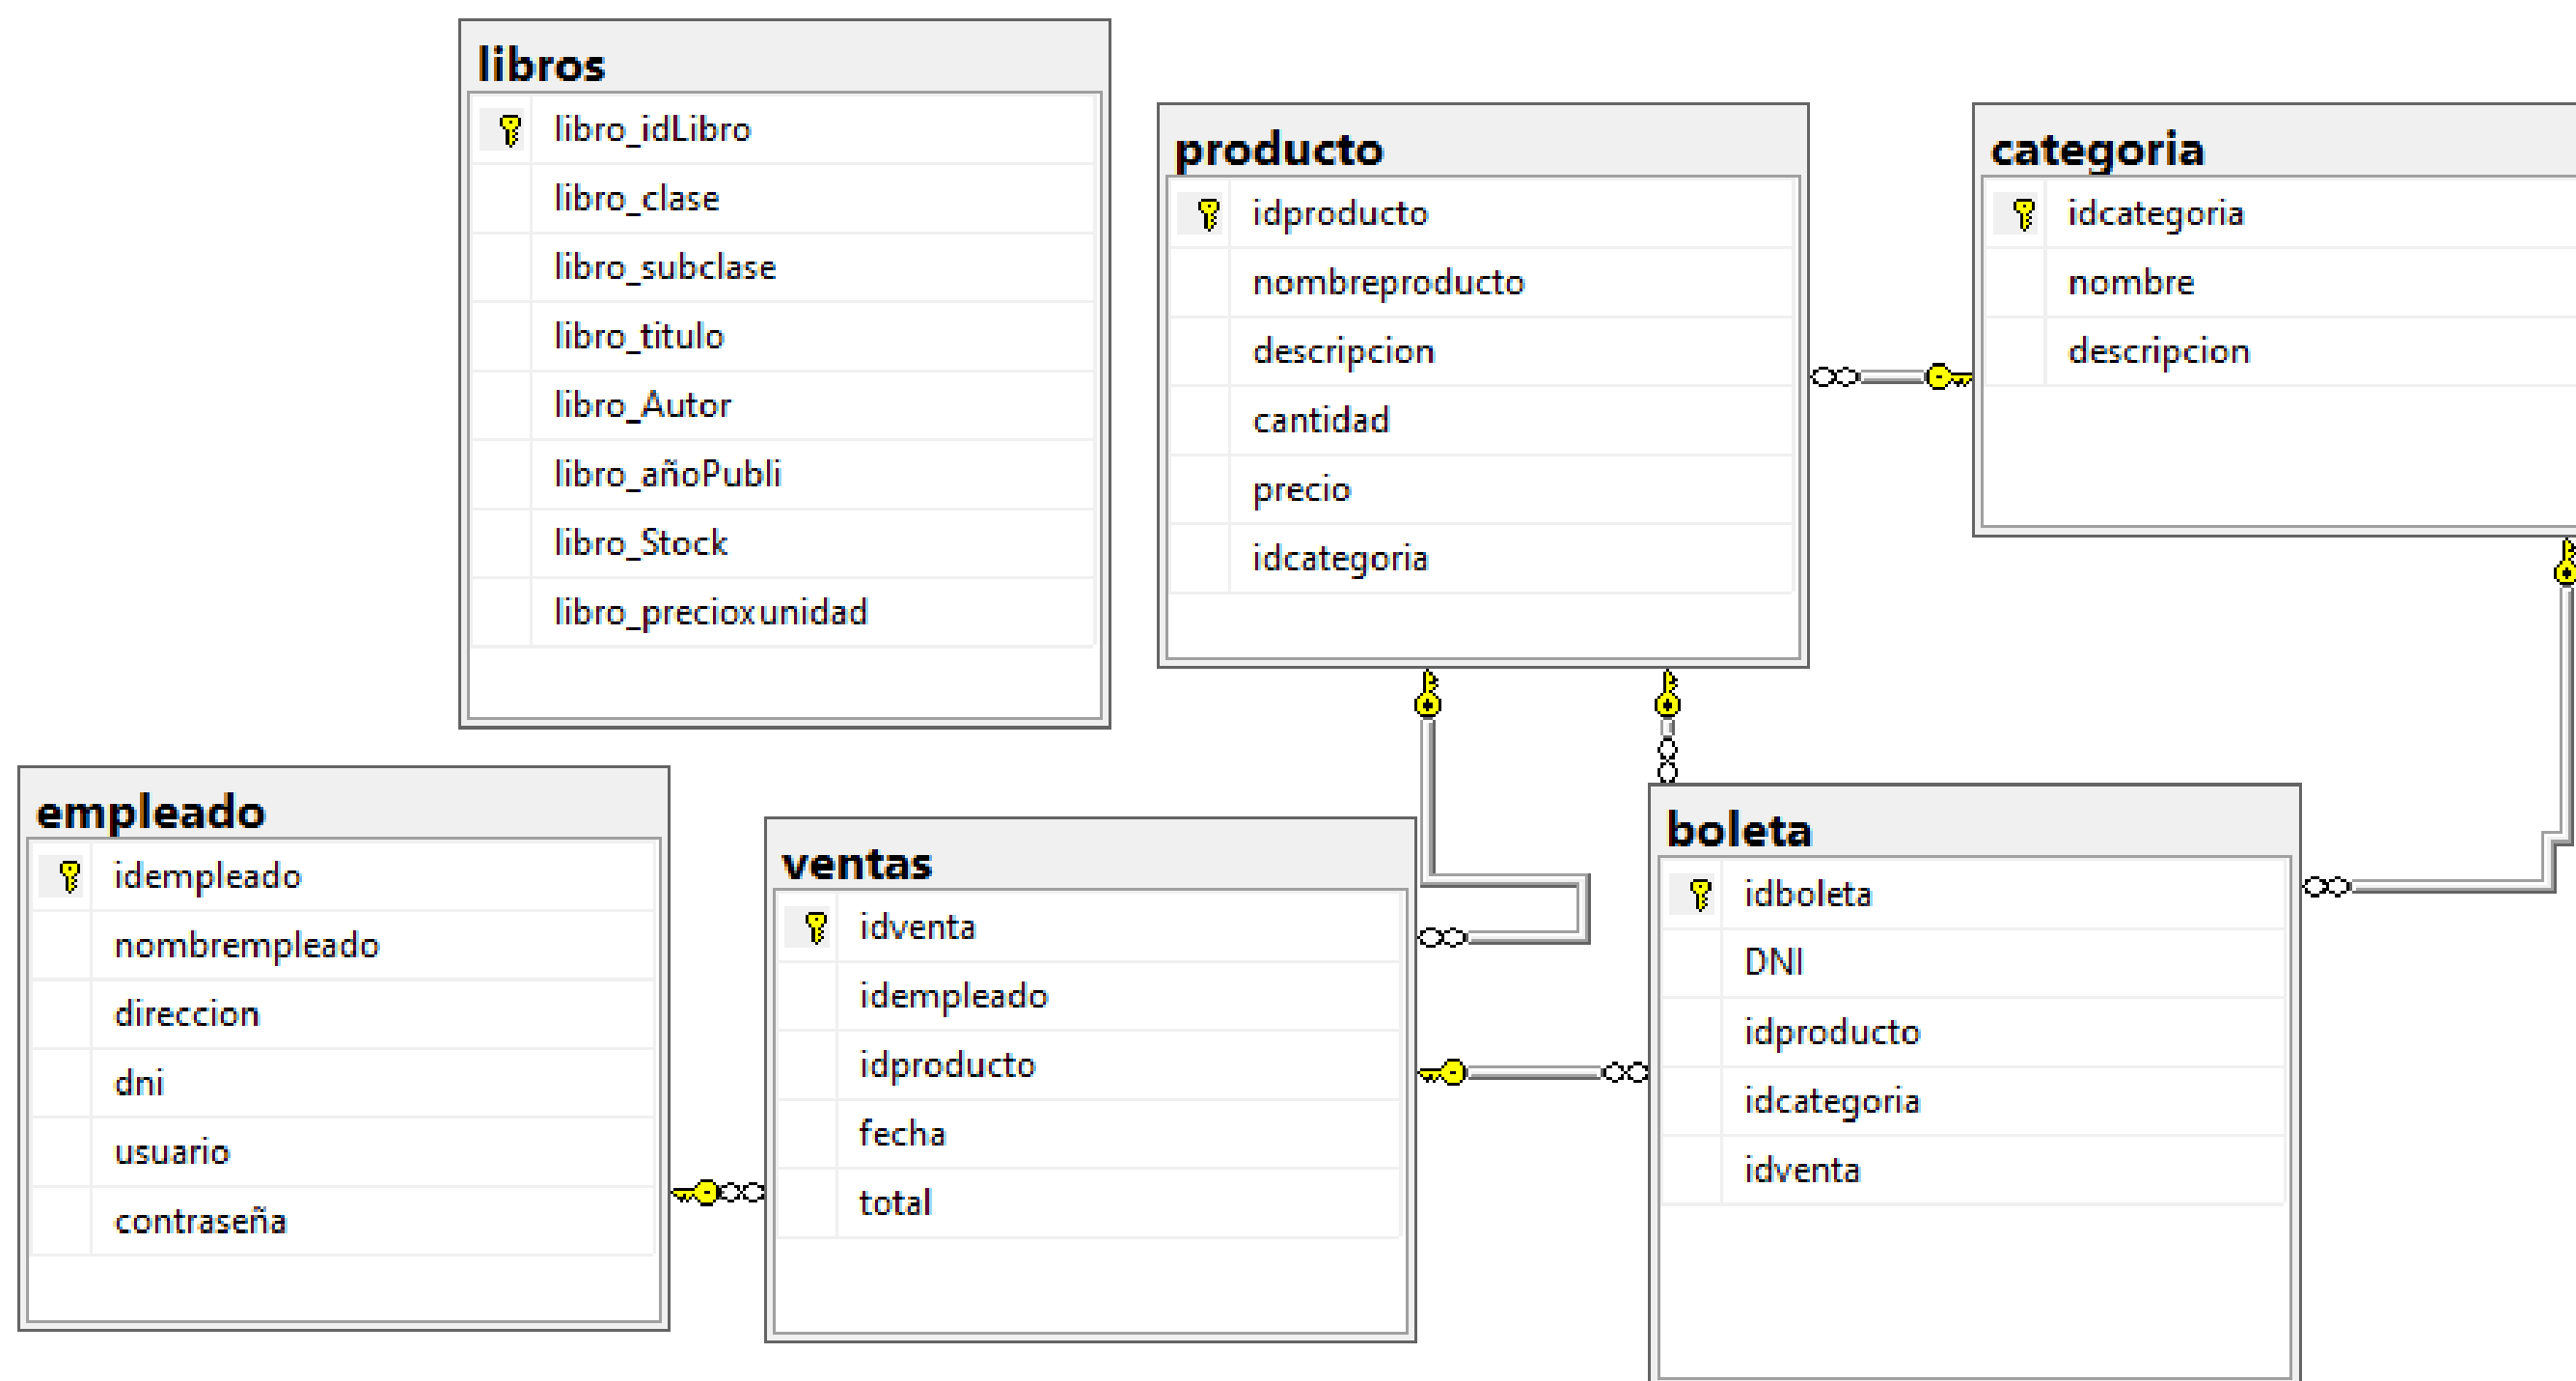 libros
libro_idLibro
libro_clase
libro_subclase
libro_titulo
libro_Autor
libro_añoPubli
libro_Stock
libro_precioxunidad
producto
idproducto
nombreproducto
descripcion
cantidad
precio
idcategoria
categoria
idcategoria
nombre
descripcion
empleado
idempleado
nombrempleado
direccion
dni
usuario
contraseña
ventas
idventa
idempleado
idproducto
fecha
total
boleta
idboleta
DNI
idproducto
idcategoria
idventa